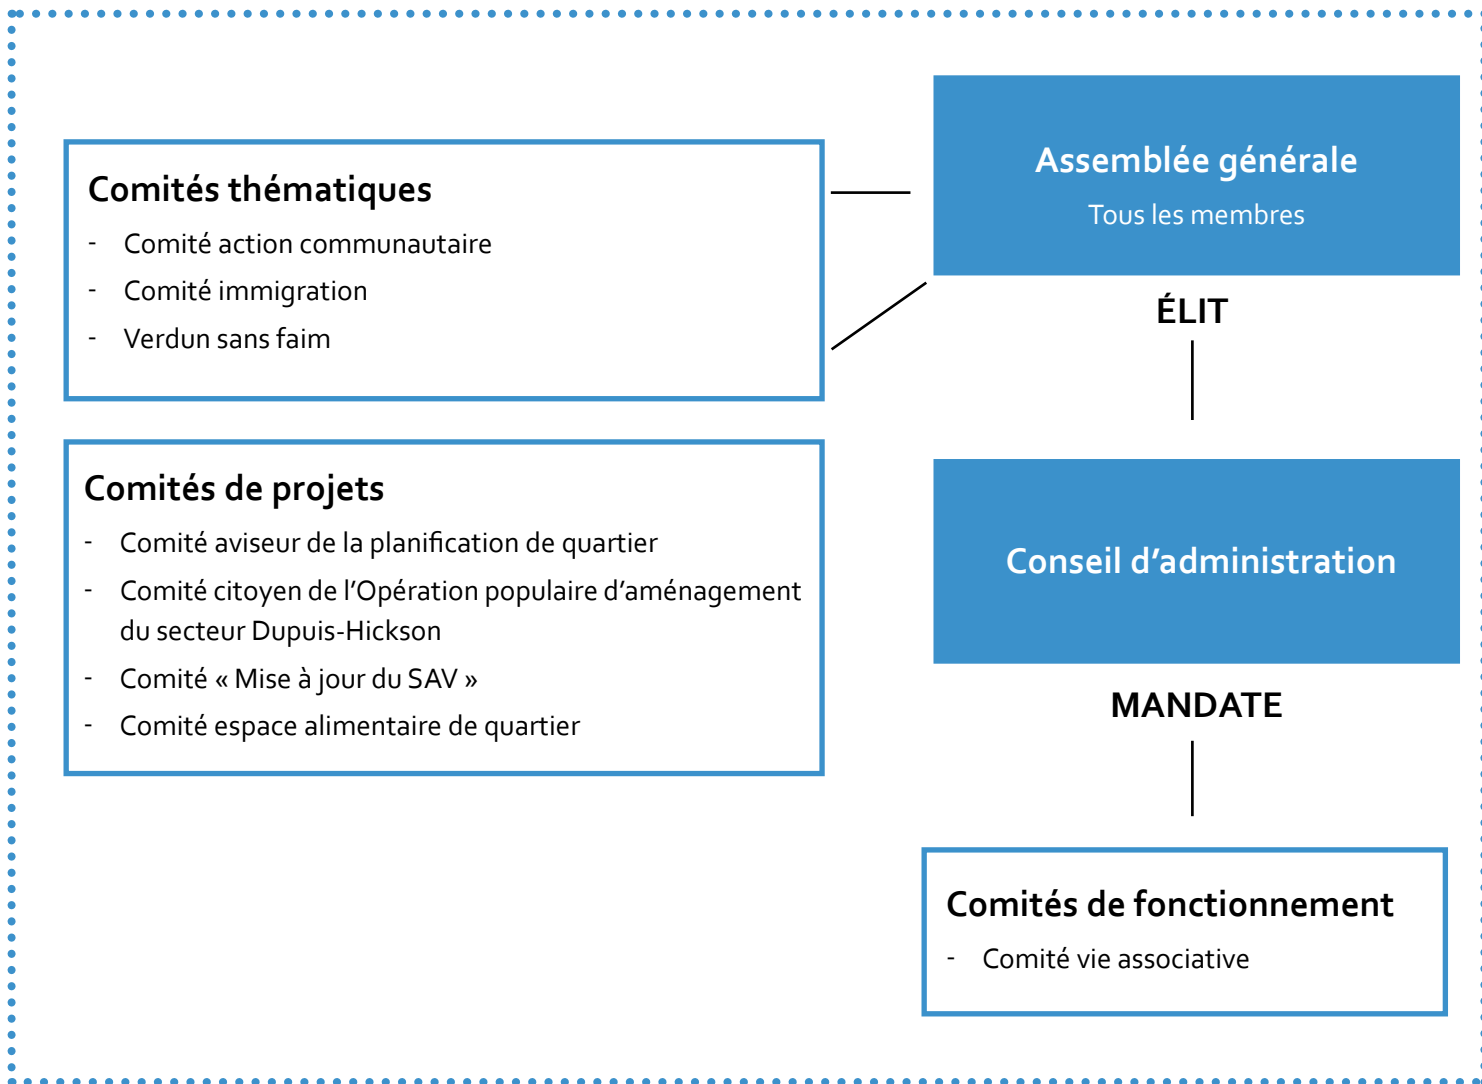 Comités thématiques
- Comité action communautaire
- Comité immigration
- Verdun sans faim
Comités de projets
- Comité aviseur de la planification de quartier
- Comité citoyen de l'Opération populaire d'aménagement
du secteur Dupuis-Hickson
- Comité « Mise à jour du SAV »
- Comité espace alimentaire de quartier
Assemblée générale
Tous les membres
ÉLIT
Conseil d'administration
MANDATE
Comités de fonctionnement
- Comité vie associative